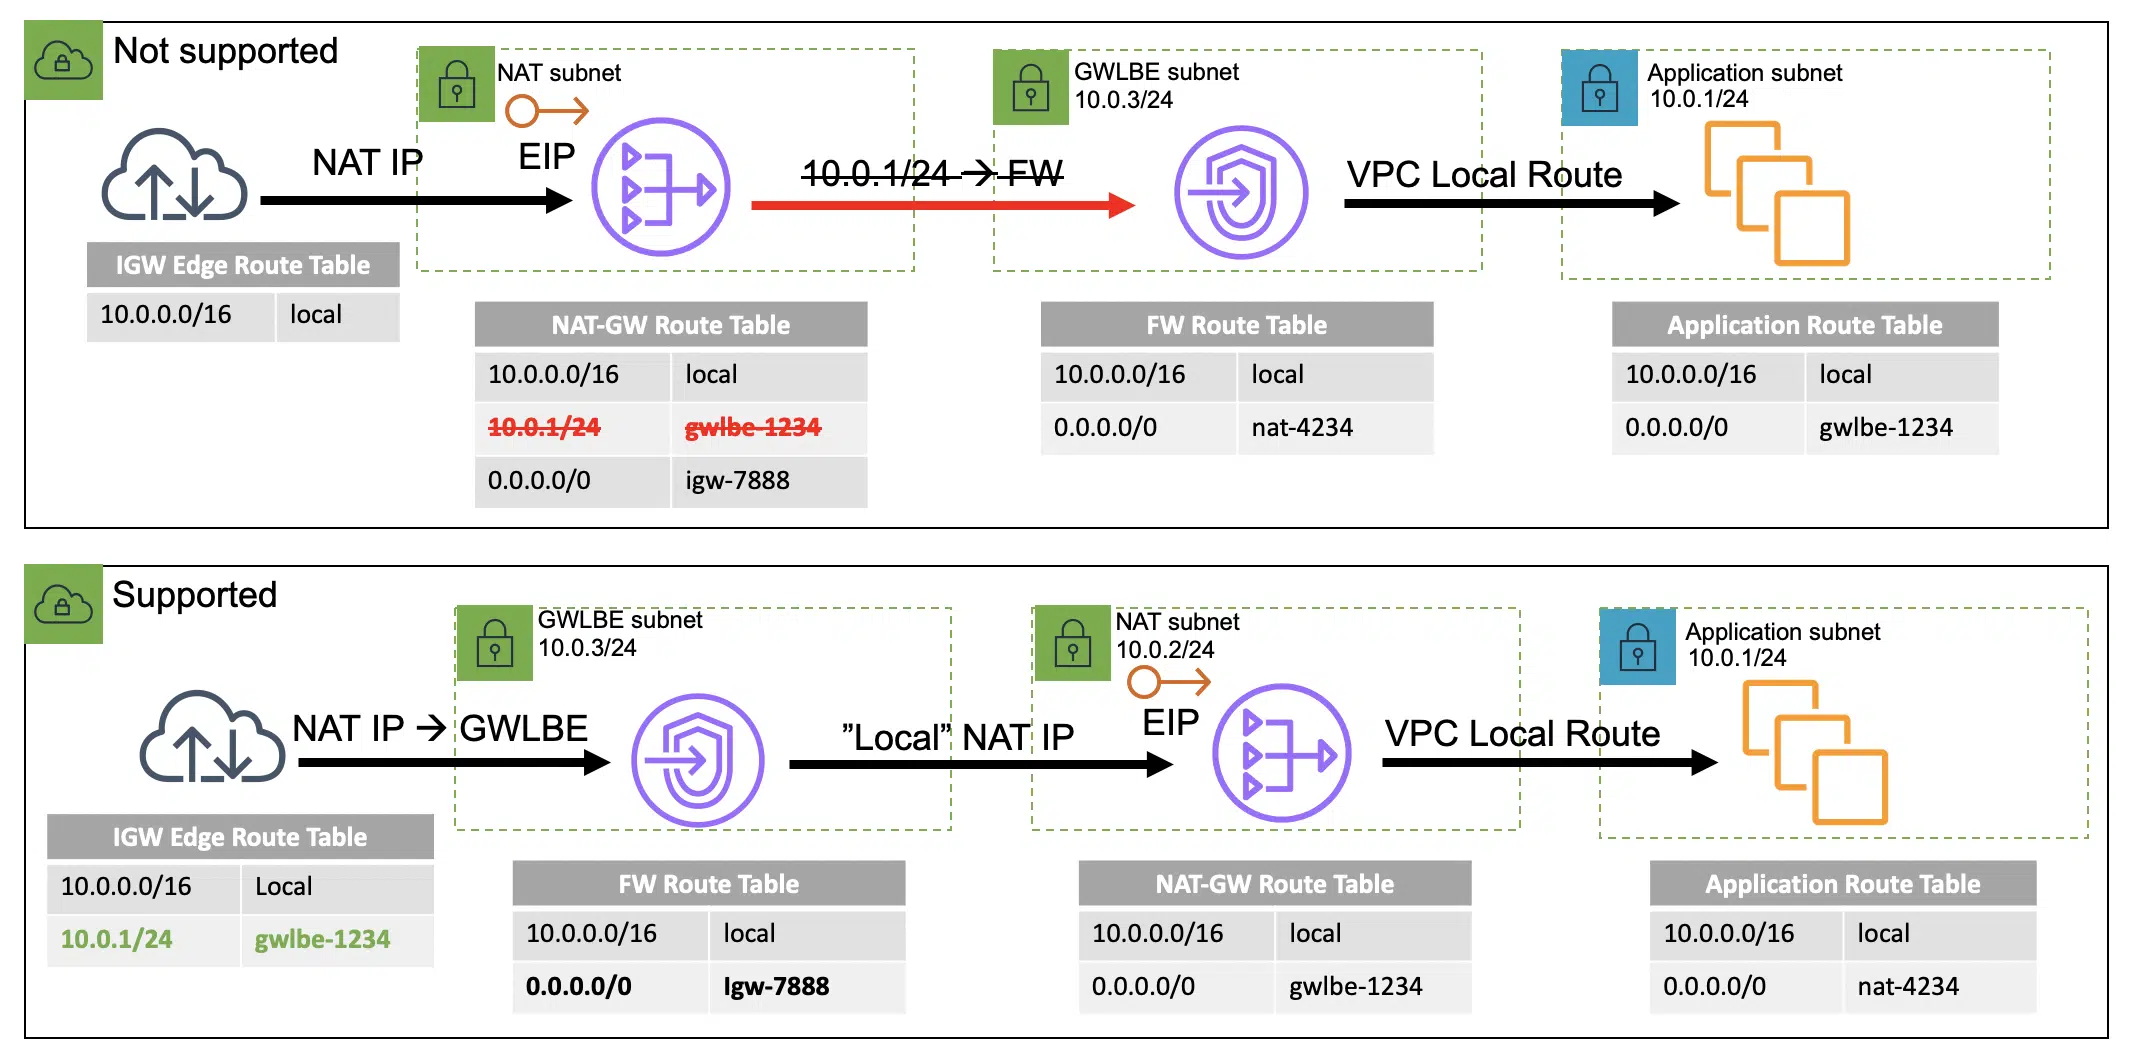 Not supported
NAT subnet
EIP
NAT IP
GWLBE subnet
10.0.3/24
10.0.1/24 → FW
Application subnet
10.0.1/24
VPC Local Route
IGW Edge Route Table
10.0.0.0/16 local
NAT-GW Route Table
10.0.0.0/16 local
10.0.1/24 gwlbe-1234
0.0.0.0/0 igw-7888
FW Route Table
10.0.0.0/16 local
0.0.0.0/0 nat-4234
Application Route Table
10.0.0.0/16 local
0.0.0.0/0 gwlbe-1234
Supported
GWLBE subnet
10.0.3/24
NAT IP → GWLBE
NAT subnet
10.0.2/24
EIP
"Local" NAT IP
Application subnet
10.0.1/24
VPC Local Route
IGW Edge Route Table
10.0.0.0/16 Local
10.0.1/24 gwlbe-1234
FW Route Table
10.0.0.0/16 local
0.0.0.0/0 Igw-7888
NAT-GW Route Table
10.0.0.0/16 local
0.0.0.0/0 gwlbe-1234
Application Route Table
10.0.0.0/16 local
0.0.0.0/0 nat-4234